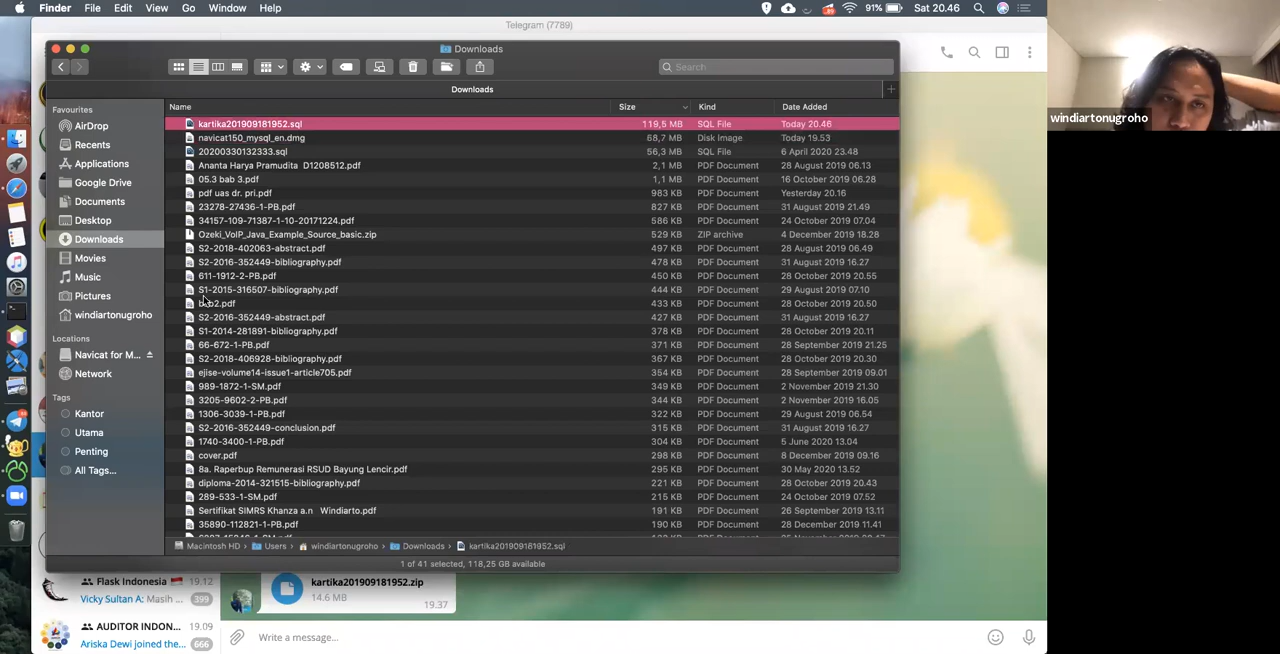 Finder File Edit View Go Window Help
91% Sat 20.46
Telegram (7789)
Downloads
Search
Downloads
Favourites
AirDrop
Recents
Applications
Google Drive
Documents
Desktop
Downloads
Movies
Music
Pictures
windiartonugroho
Locations
Navicat for M...
Network
Tags
Kantor
Utama
Penting
All Tags...
Name Size Kind Date Added
kartika201909181952.sql 119,5 MB SQL File Today 20.46
navicat150_mysql_en.dmg 58,7 MB Disk Image Today 19.53
20200330132333.sql 56,3 MB SQL File 6 April 2020 23.48
Ananta Harya Pramudita D1208512.pdf 2,1 MB PDF Document 28 August 2019 06.13
05.3 bab 3.pdf 1,1 MB PDF Document 16 October 2019 06.28
pdf uas dr. pri.pdf 983 KB PDF Document Yesterday 20.16
23278-27436-1-PB.pdf 827 KB PDF Document 31 August 2019 21.49
34157-109-71387-1-10-20171224.pdf 586 KB PDF Document 24 October 2019 07.04
Ozeki_VoIP_Java_Example_Source_basic.zip 529 KB ZIP archive 4 December 2019 18.28
S2-2018-402063-abstract.pdf 497 KB PDF Document 28 August 2019 06.49
S2-2016-352449-bibliography.pdf 478 KB PDF Document 31 August 2019 16.27
611-1912-2-PB.pdf 450 KB PDF Document 28 October 2019 20.55
S1-2015-316507-bibliography.pdf 444 KB PDF Document 29 August 2019 07.10
bab2.pdf 433 KB PDF Document 28 October 2019 20.50
S2-2016-352449-abstract.pdf 427 KB PDF Document 31 August 2019 16.27
S1-2014-281891-bibliography.pdf 378 KB PDF Document 28 October 2019 20.11
66-672-1-PB.pdf 371 KB PDF Document 28 September 2019 21.25
S2-2018-406928-bibliography.pdf 367 KB PDF Document 28 October 2019 20.30
ejise-volume14-issue1-article705.pdf 354 KB PDF Document 28 September 2019 09.01
989-1872-1-SM.pdf 349 KB PDF Document 2 November 2019 21.30
3205-9602-2-PB.pdf 344 KB PDF Document 2 November 2019 16.05
1306-3039-1-PB.pdf 322 KB PDF Document 29 August 2019 06.54
S2-2016-352449-conclusion.pdf 315 KB PDF Document 31 August 2019 16.27
1740-3400-1-PB.pdf 304 KB PDF Document 5 June 2020 13.04
cover.pdf 298 KB PDF Document 8 December 2019 09.16
8a. Raperbup Remunerasi RSUD Bayung Lencir.pdf 295 KB PDF Document 30 May 2020 13.52
diploma-2014-321515-bibliography.pdf 221 KB PDF Document 28 October 2019 20.43
289-533-1-SM.pdf 215 KB PDF Document 24 October 2019 07.52
Sertifikat SIMRS Khanza a.n Windiarto.pdf 191 KB PDF Document 26 September 2019 13.11
35890-112821-1-PB.pdf 190 KB PDF Document 28 December 2019 11.41
Macintosh HD › Users › windiartonugroho › Downloads › kartika201909181952.sql
1 of 41 selected, 118,25 GB available
Flask Indonesia 19.12
Vicky Sultan A: Masih ... 399
AUDITOR INDON... 19.09
Ariska Dewi joined the... 666
kartika201909181952.zip
14.6 MB
19.37
Write a message...
windiartonugroho